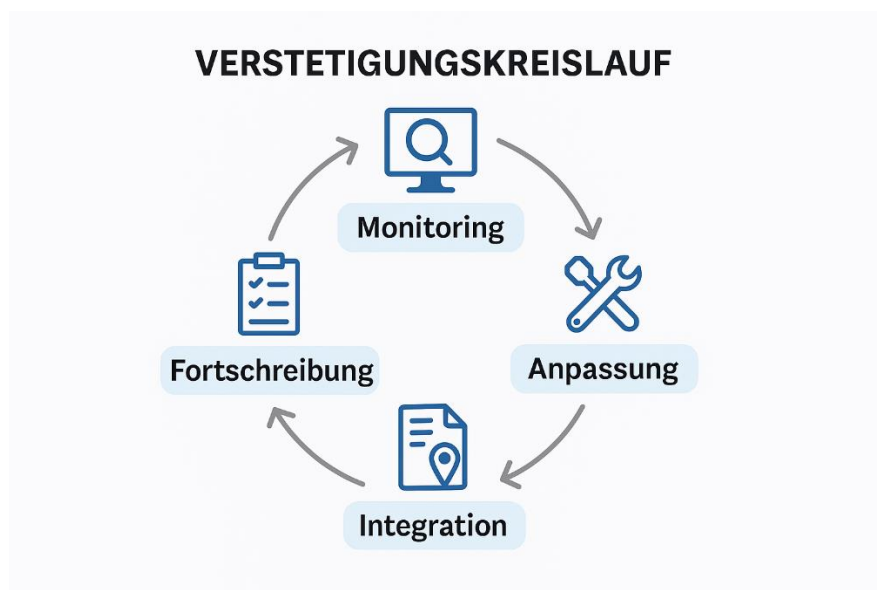 VERSTETIGUNGSKREISLAUF
Monitoring
Anpassung
Integration
Fortschreibung